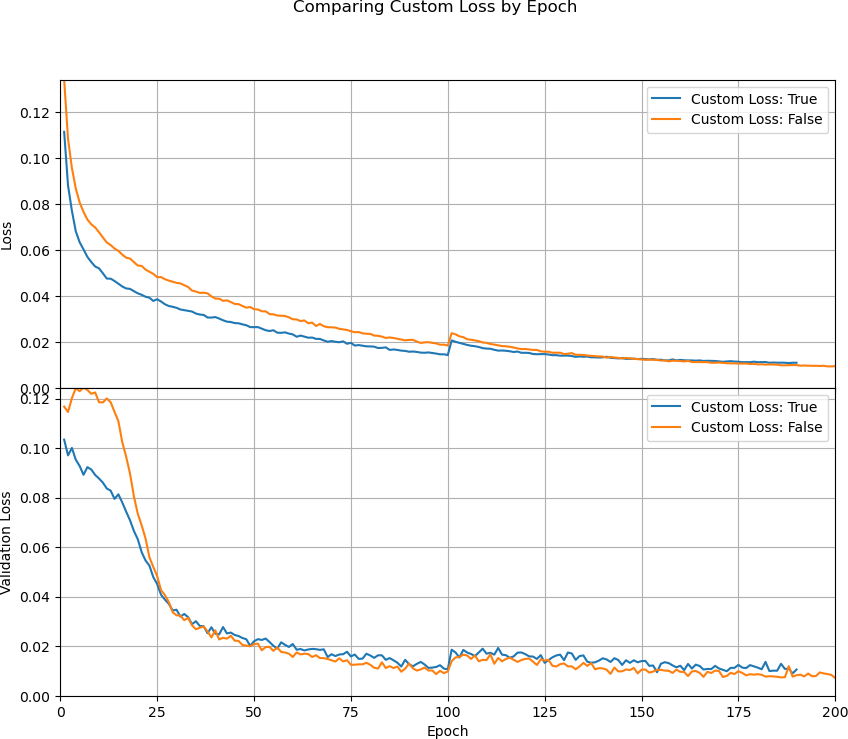 Comparing Custom Loss by Epoch
Custom Loss: True
Custom Loss: False
0.12
0.10
0.08
0.06
0.04
0.02
0.00
Loss
Custom Loss: True
Custom Loss: False
0.12
0.10
0.08
0.06
0.04
0.02
0.00
Validation Loss
0 25 50 75 100 125 150 175 200
Epoch